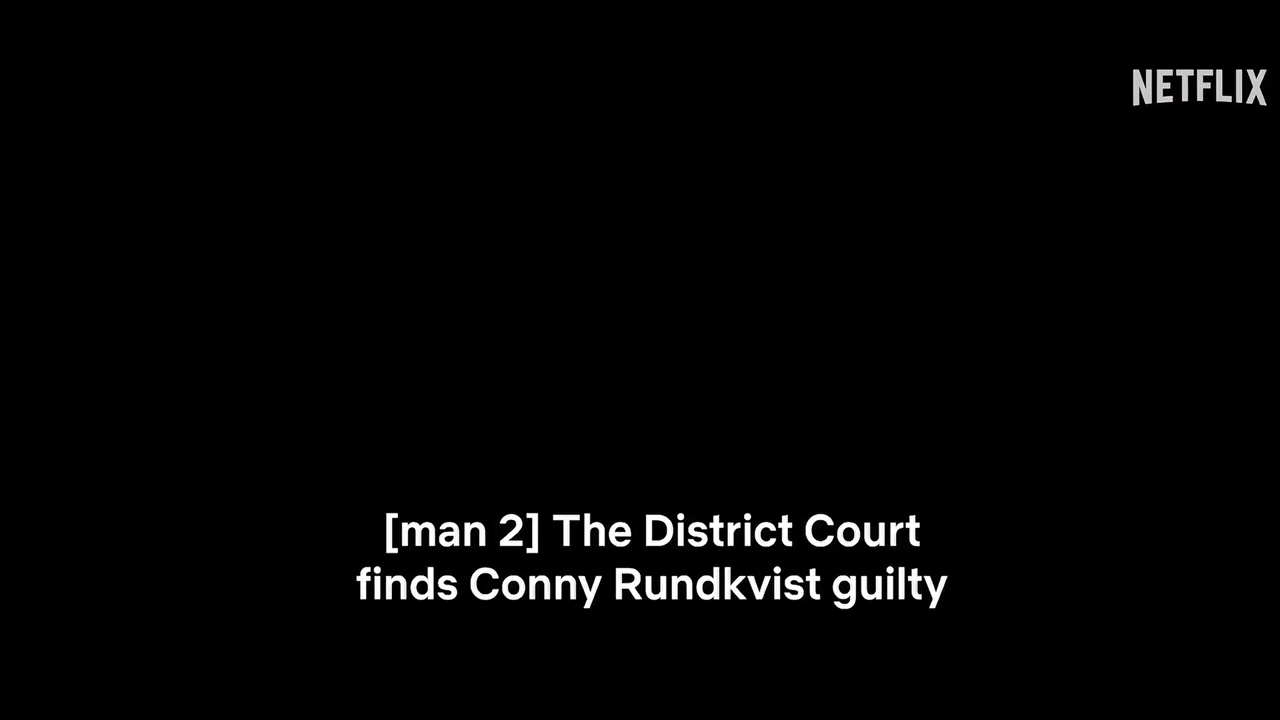 NETFLIX
[man 2] The District Court
finds Conny Rundkvist guilty